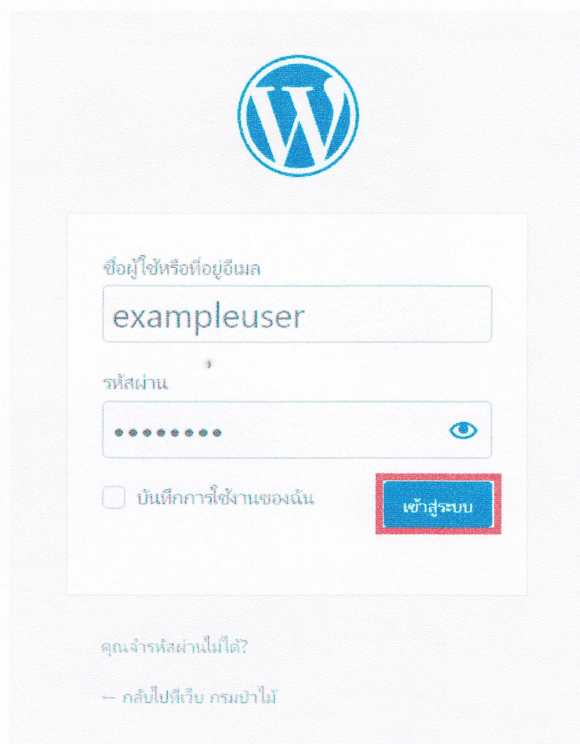 ชื่อผู้ใช้หรือที่อยู่อีเมล
exampleuser
รหัสผ่าน
บันทึกการใช้งานของฉัน
เข้าสู่ระบบ
คุณจำรหัสผ่านไม่ได้?
← กลับไปที่เว็บ กรมป่าไม้